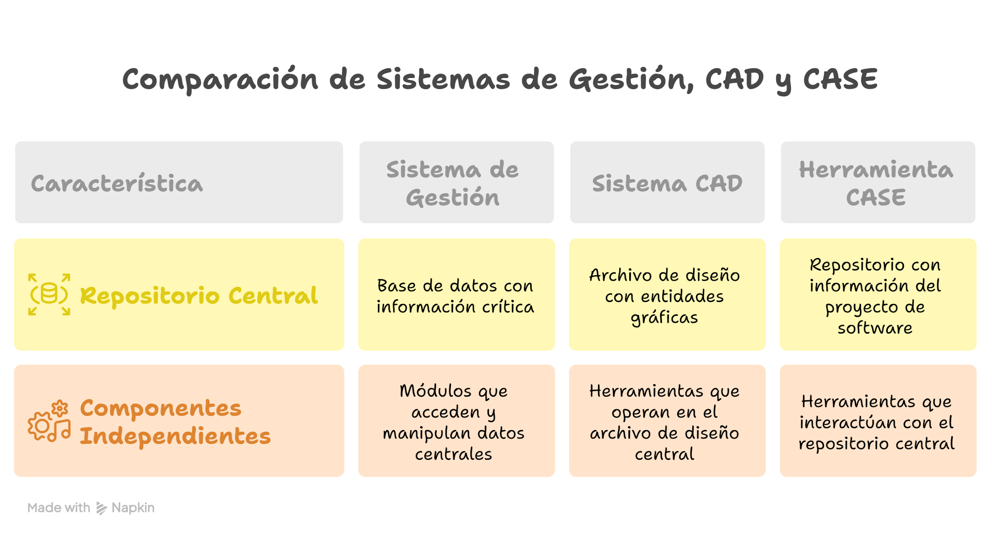 Comparación de Sistemas de Gestión, CAD y CASE
Característica
Sistema de
Gestión
Sistema CAD
Herramienta
CASE
Repositorio Central
Base de datos con
información crítica
Archivo de diseño
con entidades
gráficas
Repositorio con
información del
proyecto de
software
Componentes
Independientes
Módulos que
acceden y
manipulan datos
centrales
Herramientas que
operan en el
archivo de diseño
central
Herramientas que
interactúan con el
repositorio central
Made with Napkin